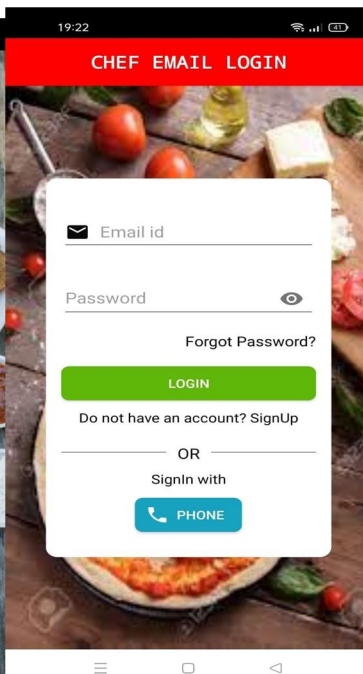 19:22
41
CHEF EMAIL LOGIN
Email id
Password
Forgot Password?
LOGIN
Do not have an account? SignUp
OR
SignIn with
PHONE